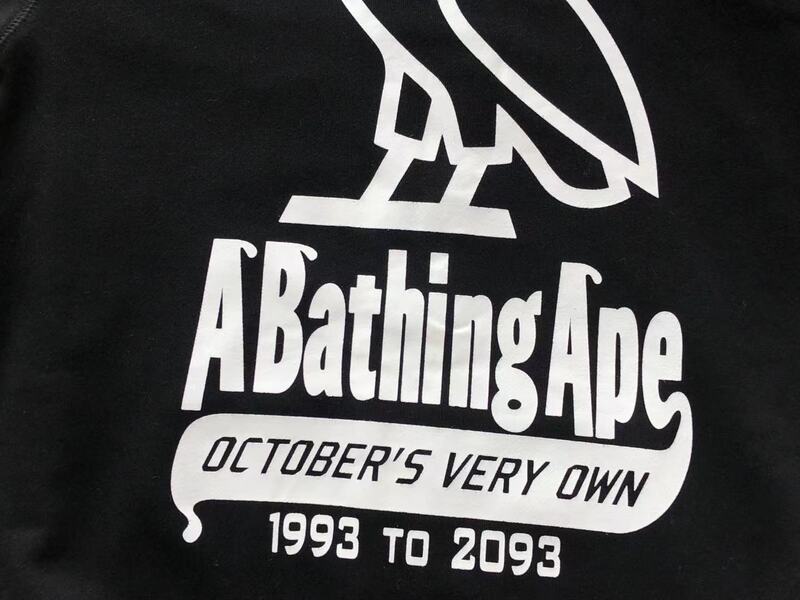 A Bathing Ape
OCTOBER'S VERY OWN
1993 TO 2093